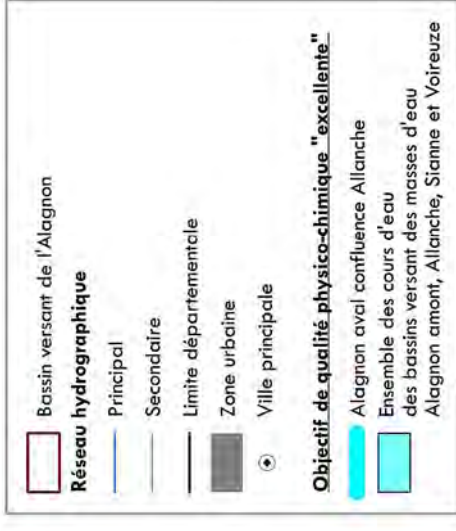 Bassin versant de l'Alagnon
Réseau hydrographique
Principal
Secondaire
Limite départementale
Zone urbaine
Ville principale
Objectif de qualité physico-chimique "excellente"
Alagnon aval confluence Allanche
Ensemble des cours d'eau
des bassins versant des masses d'eau
Alagnon amont, Allanche, Sianne et Voireuze